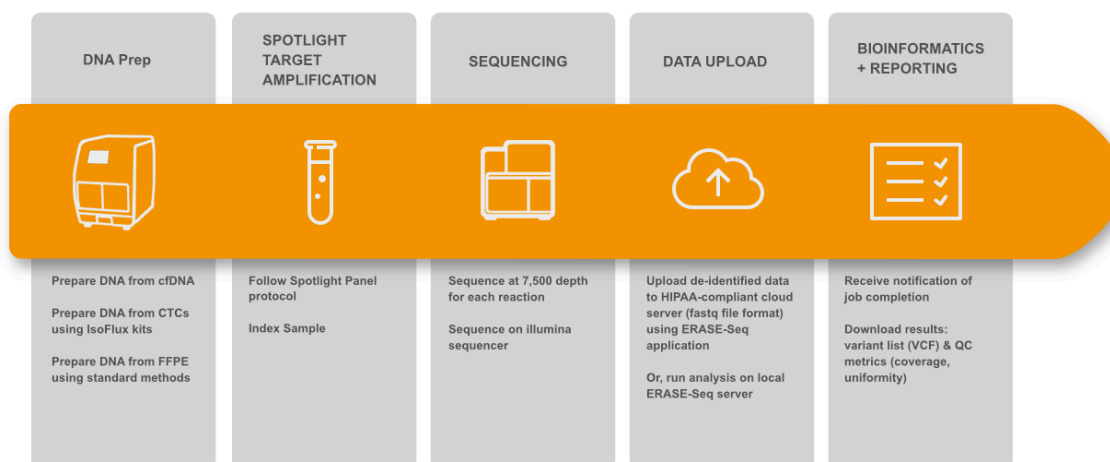 DNA Prep
SPOTLIGHT
TARGET
AMPLIFICATION
SEQUENCING
DATA UPLOAD
BIOINFORMATICS
+ REPORTING
Prepare DNA from cfDNA
Prepare DNA from CTCs
using IsoFlux kits
Prepare DNA from FFPE
using standard methods
Follow Spotlight Panel
protocol
Index Sample
Sequence at 7,500 depth
for each reaction
Sequence on illumina
sequencer
Upload de-identified data
to HIPAA-compliant cloud
server (fastq file format)
using ERASE-Seq
application
Or, run analysis on local
ERASE-Seq server
Receive notification of
job completion
Download results:
variant list (VCF) & QC
metrics (coverage,
uniformity)